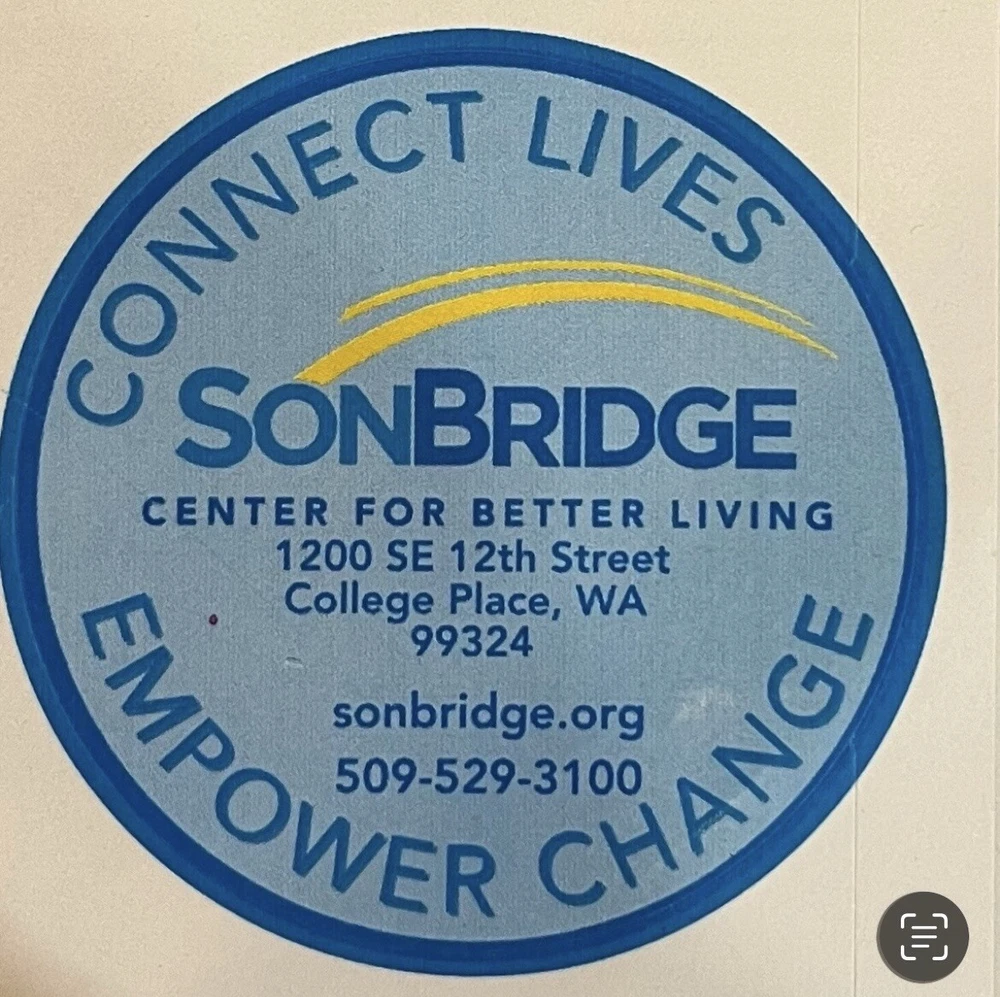 CONNECT LIVES
SONBRIDGE
CENTER FOR BETTER LIVING
1200 SE 12th Street
College Place, WA
99324
sonbridge.org
509-529-3100
EMPOWER CHANGE